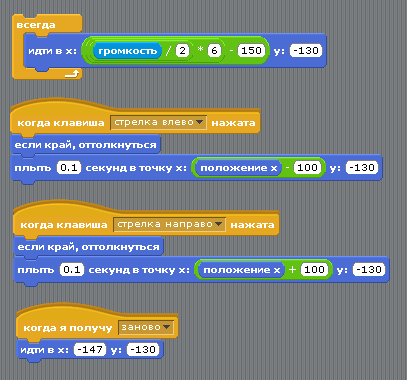 всегда
идти в x: громкость / 2 * 6 - 150 y: -130
когда клавиша стрелка влево нажата
если край, оттолкнуться
плыть 0.1 секунд в точку x: положение x - 100 y: -130
когда клавиша стрелка направо нажата
если край, оттолкнуться
плыть 0.1 секунд в точку x: положение x + 100 y: -130
когда я получу заново
идти в x: -147 y: -130